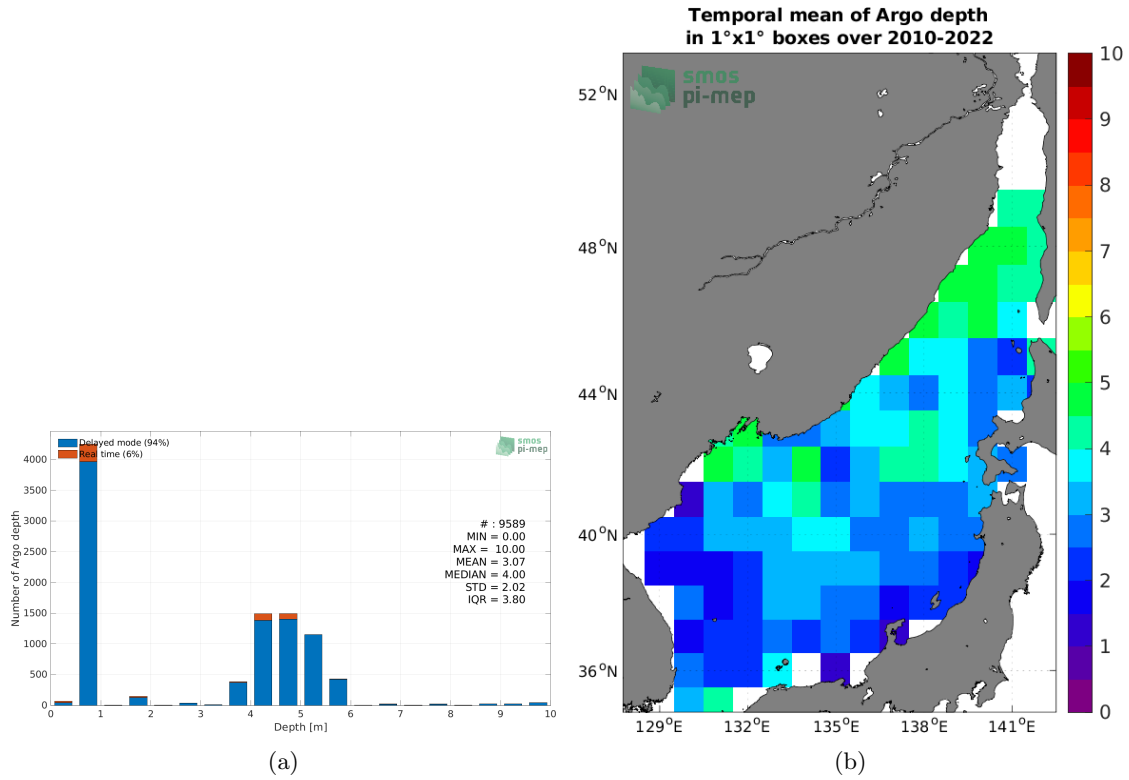 Temporal mean of Argo depth
in 1°x1° boxes over 2010-2022
smos
pi-mep
52°N
48°N
44°N
40°N
36°N
129°E
132°E
135°E
138°E
141°E
10
9
8
7
6
5
4
3
2
1
0
Delayed mode (94%)
Real time (6%)
smos
pi-mep
# : 9589
MIN = 0.00
MAX = 10.00
MEAN = 3.07
MEDIAN = 4.00
STD = 2.02
IQR = 3.80
Number of Argo depth
4000
3500
3000
2500
2000
1500
1000
500
0
0
1
2
3
4
5
6
7
8
9
10
Depth [m]
(a)
(b)